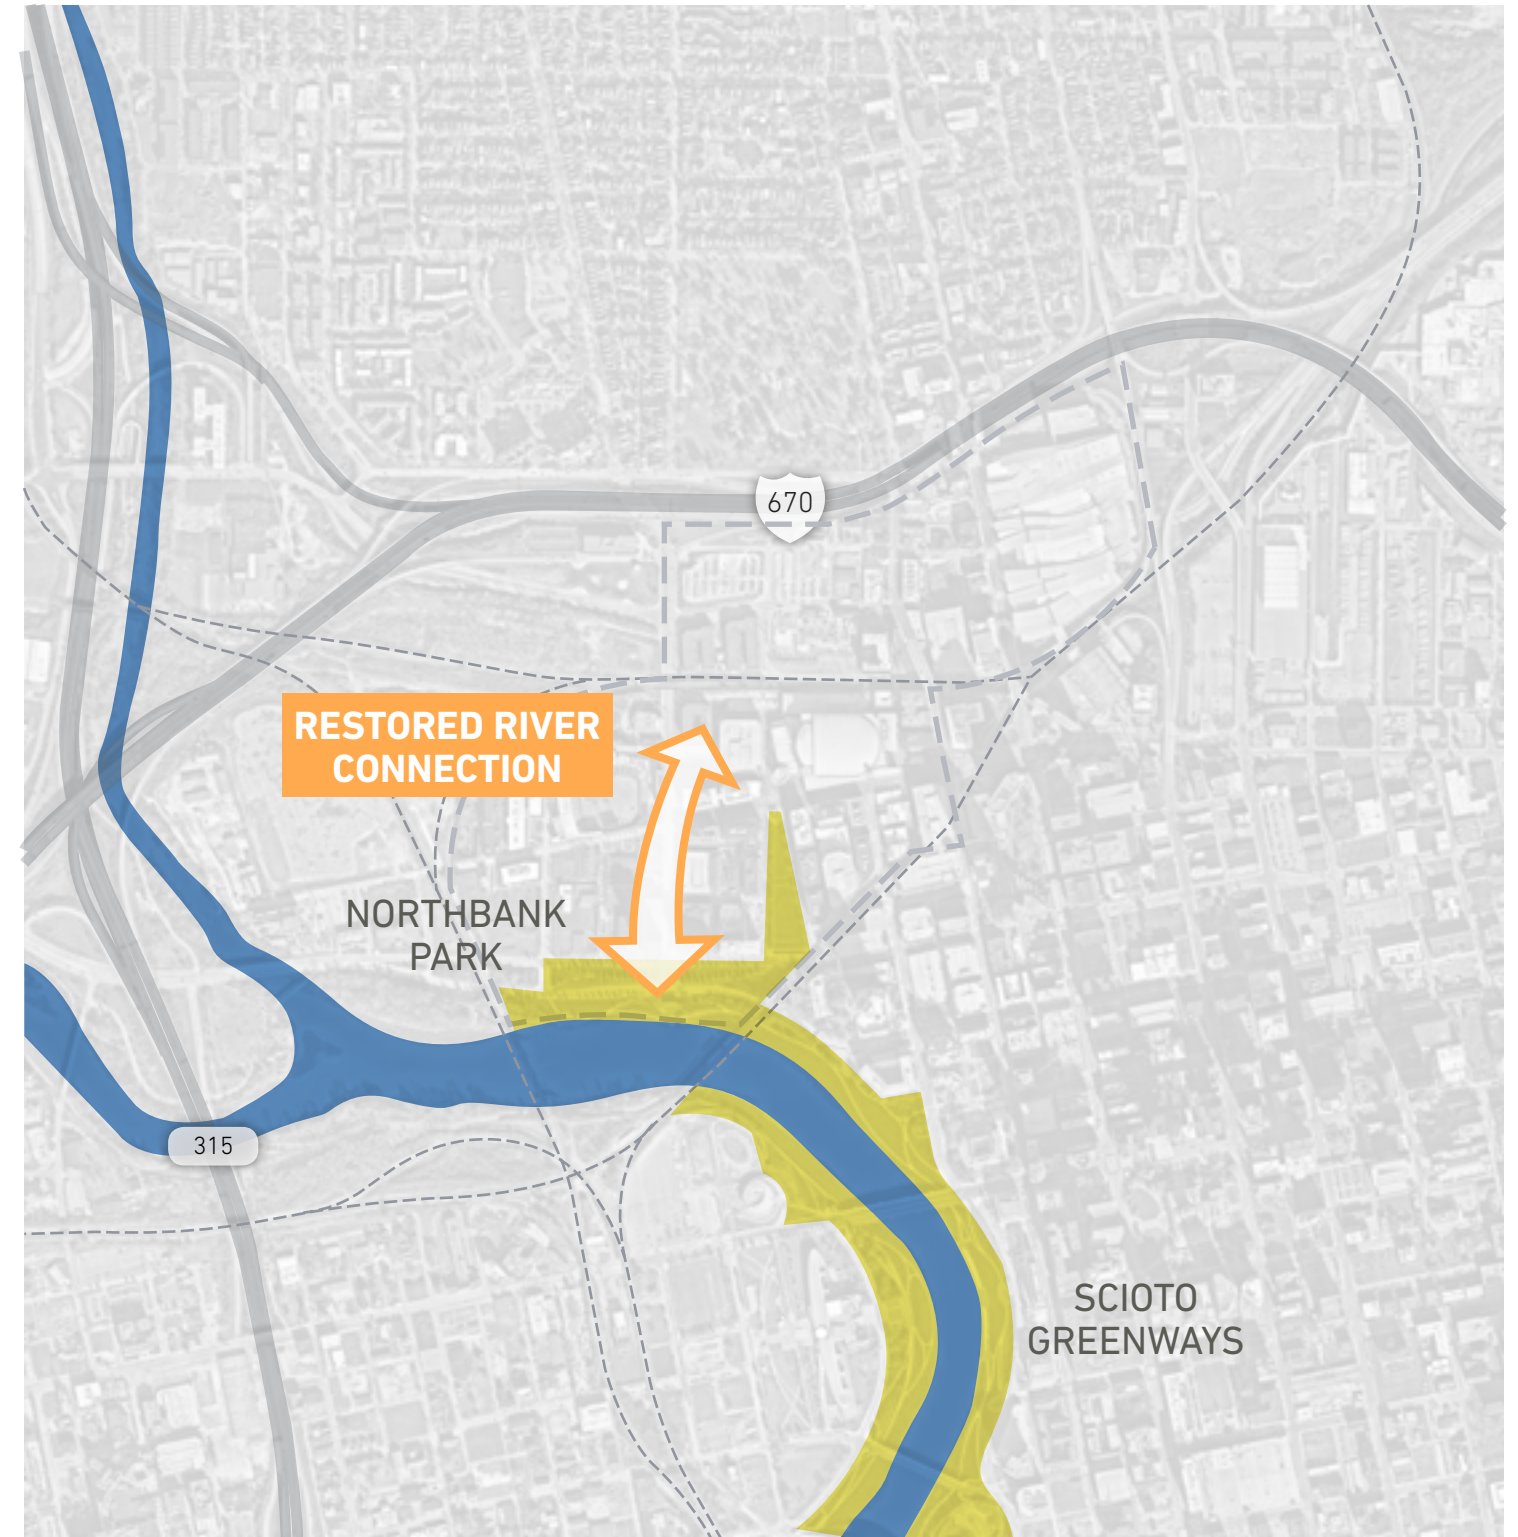 670
RESTORED RIVER
CONNECTION
NORTHBANK
PARK
315
SCIOTO
GREENWAYS